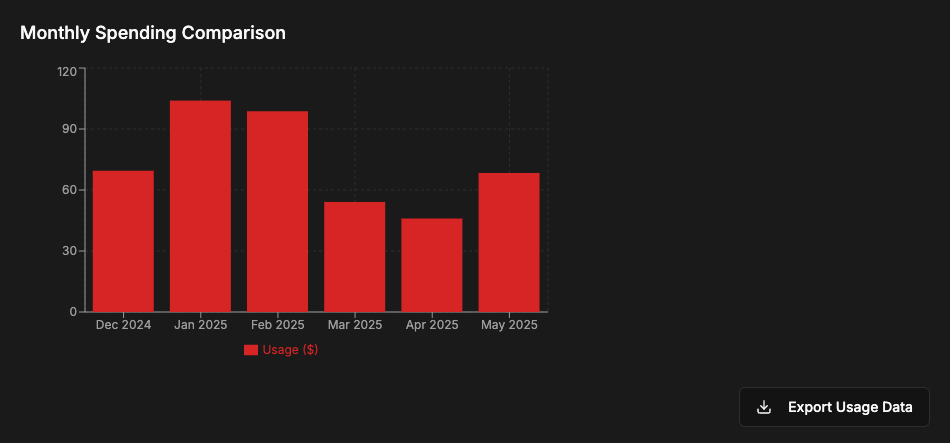 Monthly Spending Comparison
120
90
60
30
0
Dec 2024 Jan 2025 Feb 2025 Mar 2025 Apr 2025 May 2025
Usage ($)
Export Usage Data